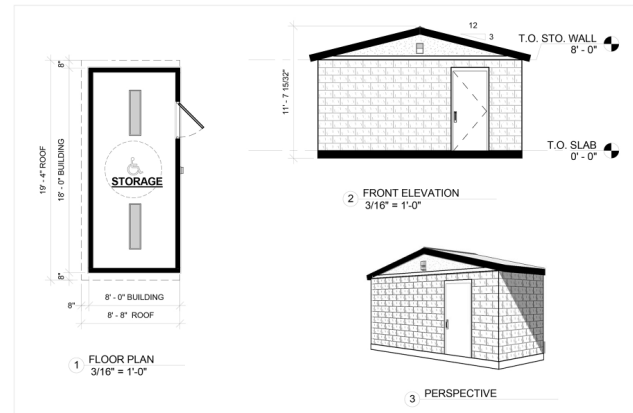 8"
19' - 4" ROOF
18' - 0" BUILDING
STORAGE
8"
8"
8' - 0" BUILDING
8' - 8" ROOF
1
FLOOR PLAN
3/16" = 1'-0"
12
3
T.O. STO. WALL
8' - 0"
11' - 7 15/32"
T.O. SLAB
0' - 0"
2
FRONT ELEVATION
3/16" = 1'-0"
3
PERSPECTIVE